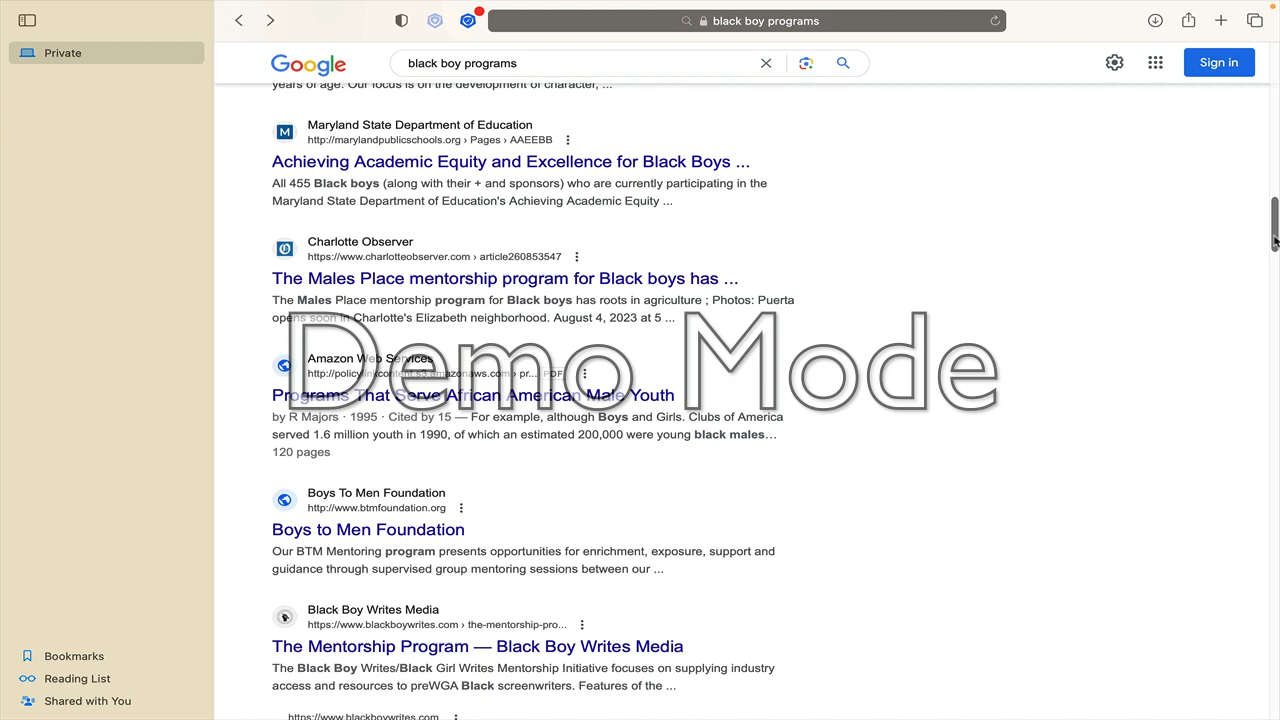 black boy programs
Private
Google
black boy programs
Sign in
years of age. Our focus is on the development of character, ...
Maryland State Department of Education
http://marylandpublicschools.org › Pages › AAEEBB
Achieving Academic Equity and Excellence for Black Boys ...
All 455 Black boys (along with their + and sponsors) who are currently participating in the
Maryland State Department of Education's Achieving Academic Equity ...
Charlotte Observer
https://www.charlotteobserver.com › article260853547
The Males Place mentorship program for Black boys has ...
The Males Place mentorship program for Black boys has roots in agriculture ; Photos: Puerta
opens soon in Charlotte's Elizabeth neighborhood. August 4, 2023 at 5 ...
Demo Mode
Amazon Web Services
http://policylinkcontent.s3.amazonaws.com › pr... PDF
Programs That Serve African American Male Youth
by R Majors · 1995 · Cited by 15 — For example, although Boys and Girls. Clubs of America
served 1.6 million youth in 1990, of which an estimated 200,000 were young black males...
120 pages
Boys To Men Foundation
http://www.btmfoundation.org
Boys to Men Foundation
Our BTM Mentoring program presents opportunities for enrichment, exposure, support and
guidance through supervised group mentoring sessions between our ...
Black Boy Writes Media
https://www.blackboywrites.com › the-mentorship-pro...
The Mentorship Program — Black Boy Writes Media
The Black Boy Writes/Black Girl Writes Mentorship Initiative focuses on supplying industry
access and resources to preWGA Black screenwriters. Features of the ...
https://www.blackboywrites.com
Bookmarks
Reading List
Shared with You